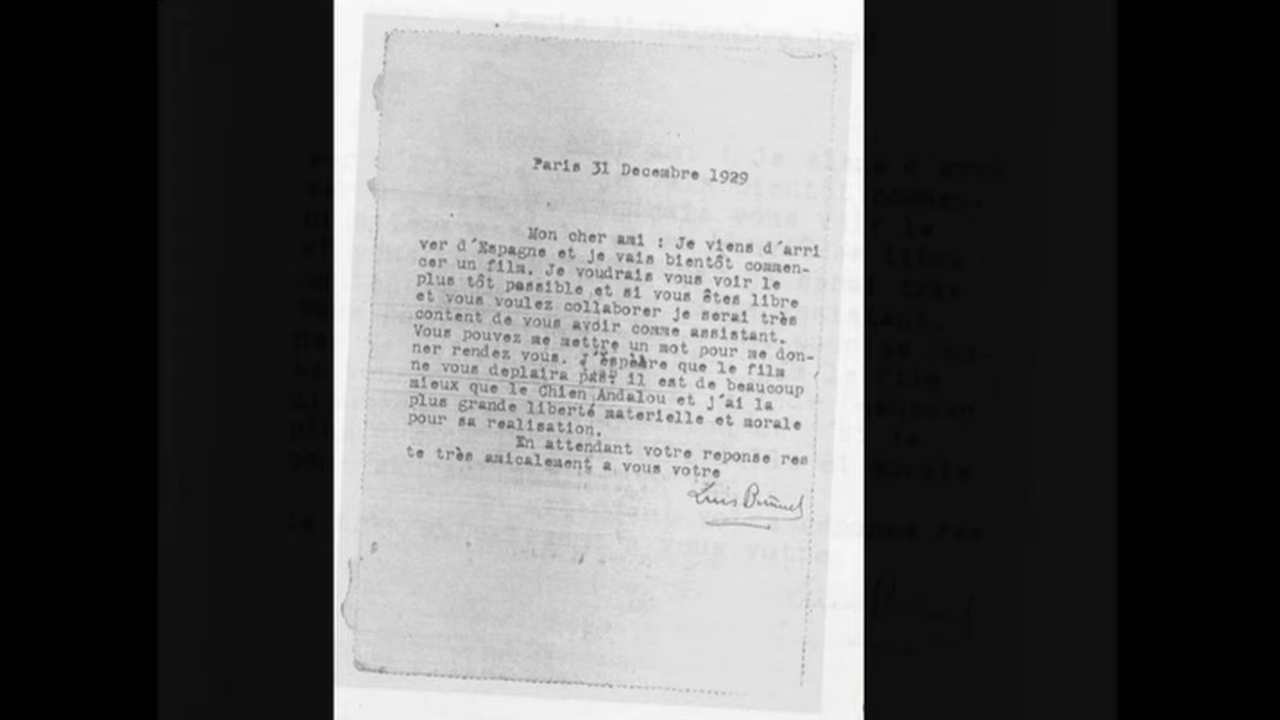 Paris 31 Decembre 1929
Mon cher ami : Je viens d´arri
ver d´Espagne et je vais bientôt commen-
cer un film. Je voudrais vous voir le
plus tôt passible et si vous êtes libre
et vous voulez collaborer je serai très
content de vous avoir comme assistant.
Vous pouvez me mettre un mot pour me don-
ner rendez vous. J´espère que le film
ne vous deplaira pas: il est de beaucoup
mieux que le Chien Andalou et j´ai la
plus grande liberté materielle et morale
pour sa realisation.
En attendant votre reponse res
te très amicalement a vous votre
Luis Buñuel